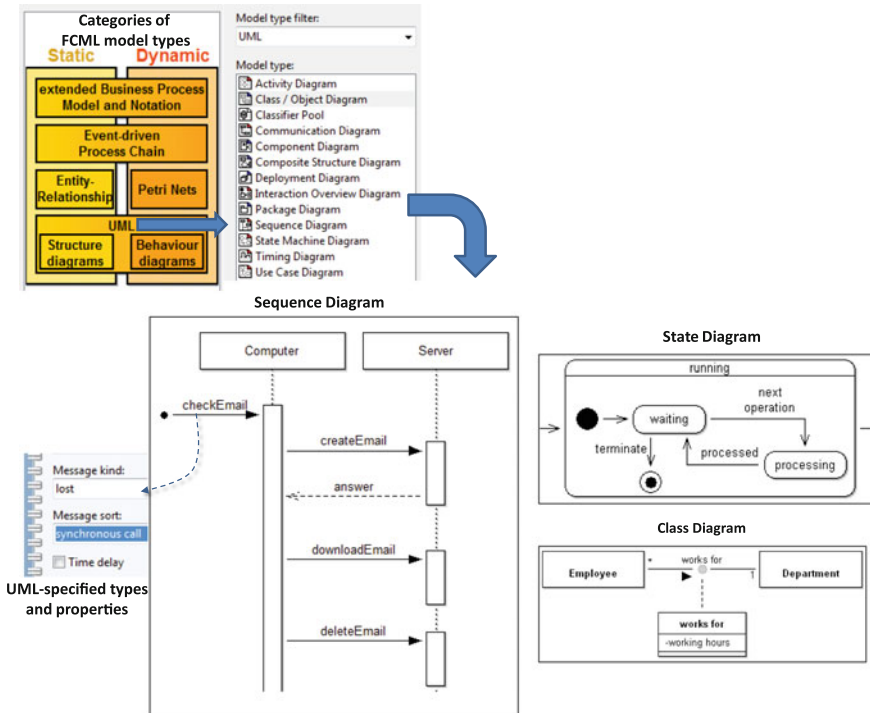 Categories of
FCML model types
Static Dynamic
extended Business Process
Model and Notation
Event-driven
Process Chain
Entity-
Relationship
Petri Nets
UML
Structure
diagrams
Behaviour
diagrams
Model type filter:
UML
Model type:
Activity Diagram
Class / Object Diagram
Classifier Pool
Communication Diagram
Component Diagram
Composite Structure Diagram
Deployment Diagram
Interaction Overview Diagram
Package Diagram
Sequence Diagram
State Machine Diagram
Timing Diagram
Use Case Diagram
Sequence Diagram
Computer
Server
checkEmail
createEmail
answer
downloadEmail
deleteEmail
Message kind:
lost
Message sort:
synchronous call
Time delay
UML-specified types
and properties
State Diagram
running
waiting
next
operation
terminate
processed
processing
Class Diagram
Employee
*
works for
1
Department
works for
-working hours